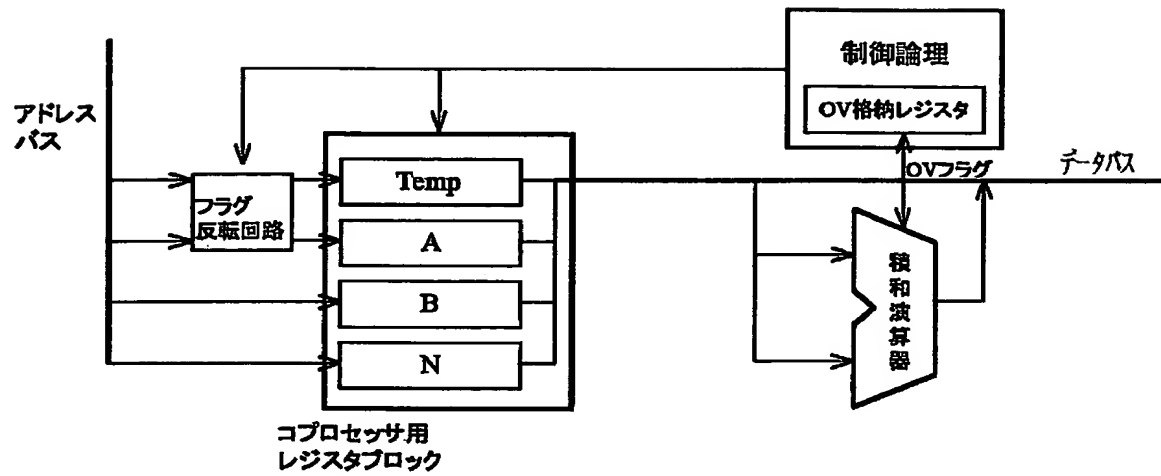 制御論理
OV格納レジスタ
アドレス
バス
OVフラグ
データバス
フラグ
反転回路
Temp
A
B
N
積和演算器
コプロセッサ用
レジスタブロック